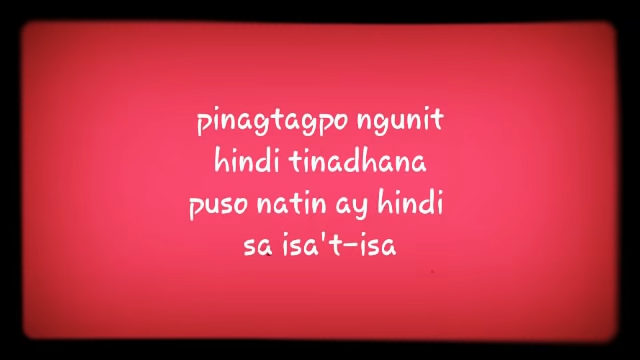 pinagtagpo ngunit
hindi tinadhana
puso natin ay hindi
sa isa't-isa